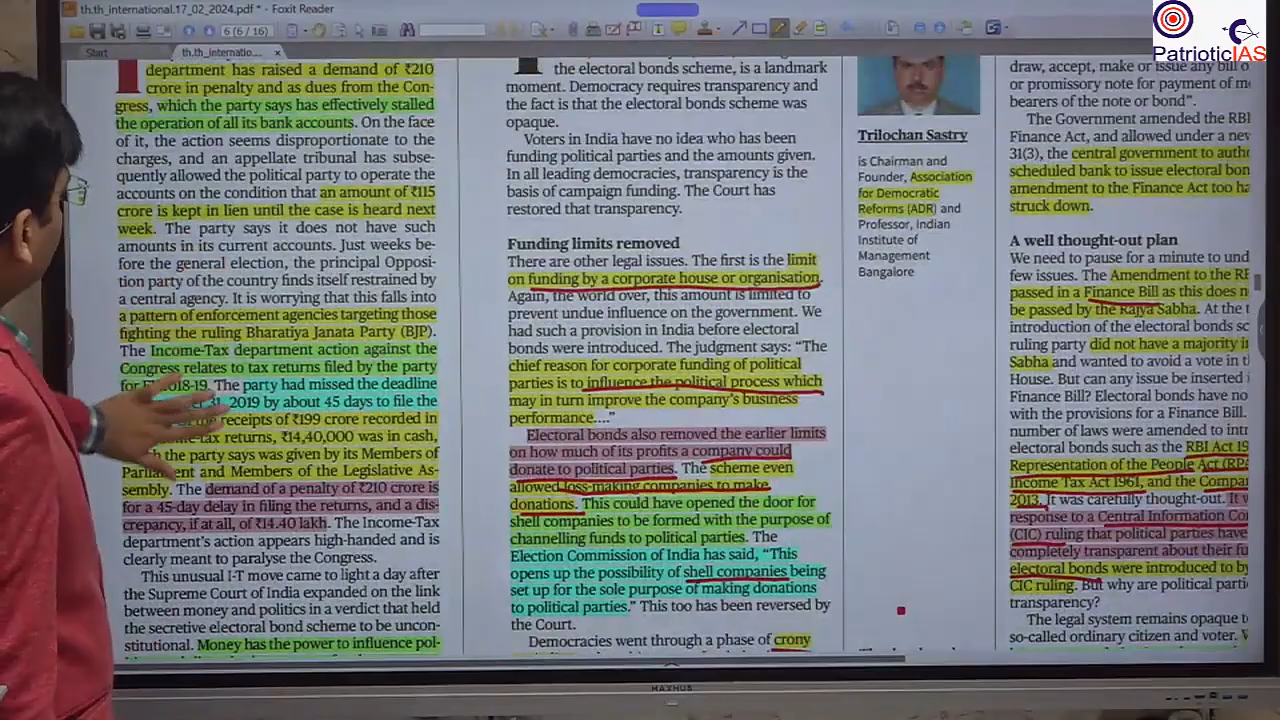 th.th_international.17_02_2024.pdf * - Foxit Reader
6 (6 / 16)
Start
th.th_internatio...
PatrioticIAS
department has raised a demand of ₹210
crore in penalty and as dues from the Con-
gress, which the party says has effectively stalled
the operation of all its bank accounts. On the face
of it, the action seems disproportionate to the
charges, and an appellate tribunal has subse-
quently allowed the political party to operate the
accounts on the condition that an amount of ₹115
crore is kept in lien until the case is heard next
week. The party says it does not have such
amounts in its current accounts. Just weeks be-
fore the general election, the principal Opposi-
tion party of the country finds itself restrained by
a central agency. It is worrying that this falls into
a pattern of enforcement agencies targeting those
fighting the ruling Bharatiya Janata Party (BJP).
The Income-Tax department action against the
Congress relates to tax returns filed by the party
for 2018-19. The party had missed the deadline
31, 2019 by about 45 days to file the
the receipts of ₹199 crore recorded in
tax returns, ₹14,40,000 was in cash,
the party says was given by its Members of
Parliament and Members of the Legislative As-
sembly. The demand of a penalty of ₹210 crore is
for a 45-day delay in filing the returns, and a dis-
crepancy, if at all, of ₹14.40 lakh. The Income-Tax
department's action appears high-handed and is
clearly meant to paralyse the Congress.
This unusual I-T move came to light a day after
the Supreme Court of India expanded on the link
between money and politics in a verdict that held
the secretive electoral bond scheme to be uncon-
stitutional. Money has the power to influence pol-
the electoral bonds scheme, is a landmark
moment. Democracy requires transparency and
the fact is that the electoral bonds scheme was
opaque.
Voters in India have no idea who has been
funding political parties and the amounts given.
In all leading democracies, transparency is the
basis of campaign funding. The Court has
restored that transparency.
Funding limits removed
There are other legal issues. The first is the limit
on funding by a corporate house or organisation.
Again, the world over, this amount is limited to
prevent undue influence on the government. We
had such a provision in India before electoral
bonds were introduced. The judgment says: “The
chief reason for corporate funding of political
parties is to influence the political process which
may in turn improve the company’s business
performance....”
Electoral bonds also removed the earlier limits
on how much of its profits a company could
donate to political parties. The scheme even
allowed loss-making companies to make
donations. This could have opened the door for
shell companies to be formed with the purpose of
channelling funds to political parties. The
Election Commission of India has said, “This
opens up the possibility of shell companies being
set up for the sole purpose of making donations
to political parties.” This too has been reversed by
the Court.
Democracies went through a phase of crony
Trilochan Sastry
is Chairman and
Founder, Association
for Democratic
Reforms (ADR) and
Professor, Indian
Institute of
Management
Bangalore
draw, accept, make or issue any bill o
or promissory note for payment of m
bearers of the note or bond”.
The Government amended the RBI
Finance Act, and allowed under a new
31(3), the central government to autho
scheduled bank to issue electoral bon
amendment to the Finance Act too ha
struck down.
A well thought-out plan
We need to pause for a minute to und
few issues. The Amendment to the RB
passed in a Finance Bill as this does n
be passed by the Rajya Sabha. At the t
introduction of the electoral bonds sc
ruling party did not have a majority in
Sabha and wanted to avoid a vote in t
House. But can any issue be inserted i
Finance Bill? Electoral bonds have no
with the provisions for a Finance Bill.
number of laws were amended to intr
electoral bonds such as the RBI Act 19
Representation of the People Act (RPA
Income Tax Act 1961, and the Compan
2013. It was carefully thought-out. It w
response to a Central Information Co
(CIC) ruling that political parties have
completely transparent about their fu
electoral bonds were introduced to by
CIC ruling. But why are political parti
transparency?
The legal system remains opaque t
so-called ordinary citizen and voter. V
MAXHUB